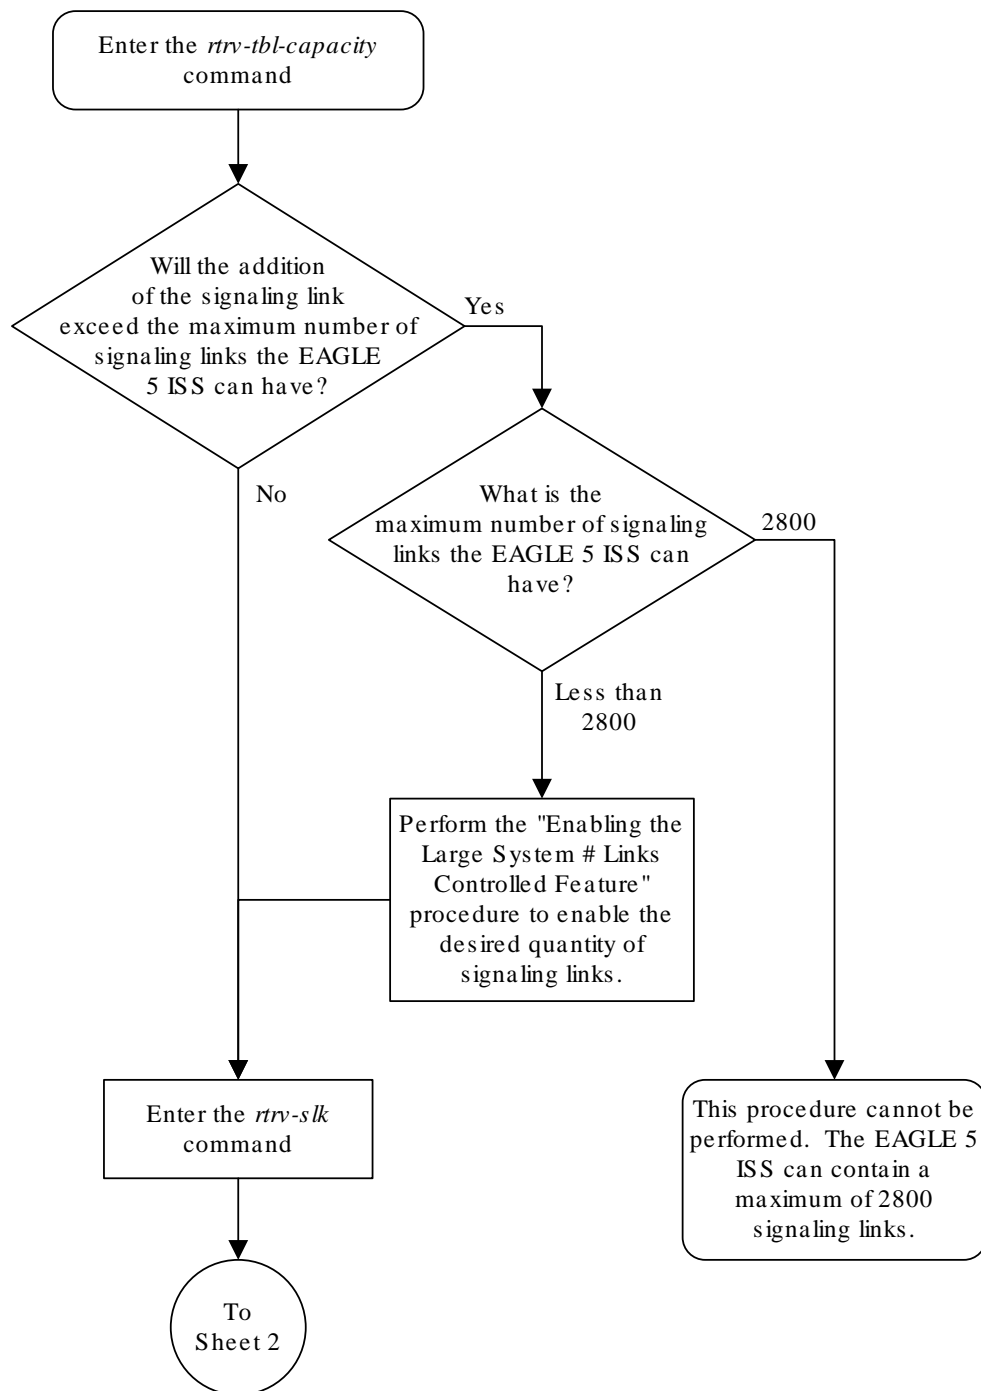 Enter the rtrv-tbl-capacity
command
Will the addition
of the signaling link
exceed the maximum number of
signaling links the EAGLE
5 ISS can have?
Yes
No
What is the
maximum number of signaling
links the EAGLE 5 ISS can
have?
2800
Less than
2800
Perform the "Enabling the
Large System # Links
Controlled Feature"
procedure to enable the
desired quantity of
signaling links.
Enter the rtrv-slk
command
This procedure cannot be
performed. The EAGLE 5
ISS can contain a
maximum of 2800
signaling links.
To
Sheet 2